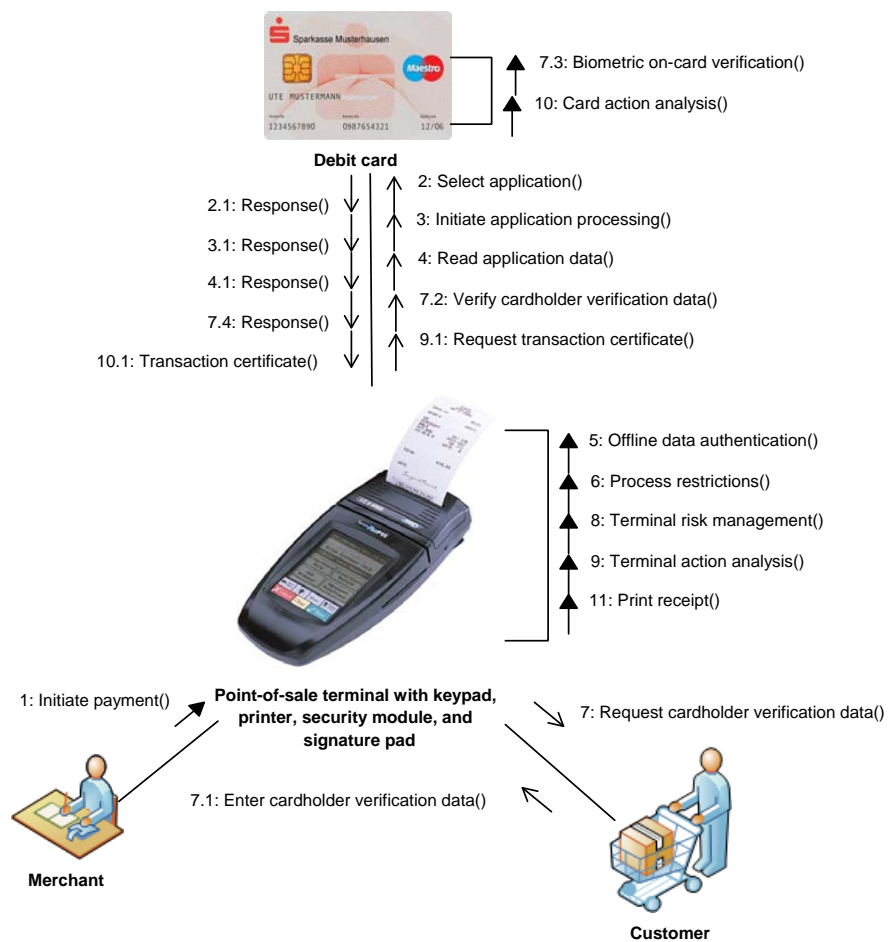 Sparkasse Musterhausen
Maestro
UTE MUSTERMANN
1234567890 0987654321 12/06
7.3: Biometric on-card verification()
10: Card action analysis()
Debit card
2: Select application()
2.1: Response()
3: Initiate application processing()
3.1: Response()
4: Read application data()
4.1: Response()
7.2: Verify cardholder verification data()
7.4: Response()
9.1: Request transaction certificate()
10.1: Transaction certificate()
5: Offline data authentication()
6: Process restrictions()
8: Terminal risk management()
9: Terminal action analysis()
11: Print receipt()
1: Initiate payment()
Point-of-sale terminal with keypad,
printer, security module, and
signature pad
7: Request cardholder verification data()
7.1: Enter cardholder verification data()
Merchant
Customer